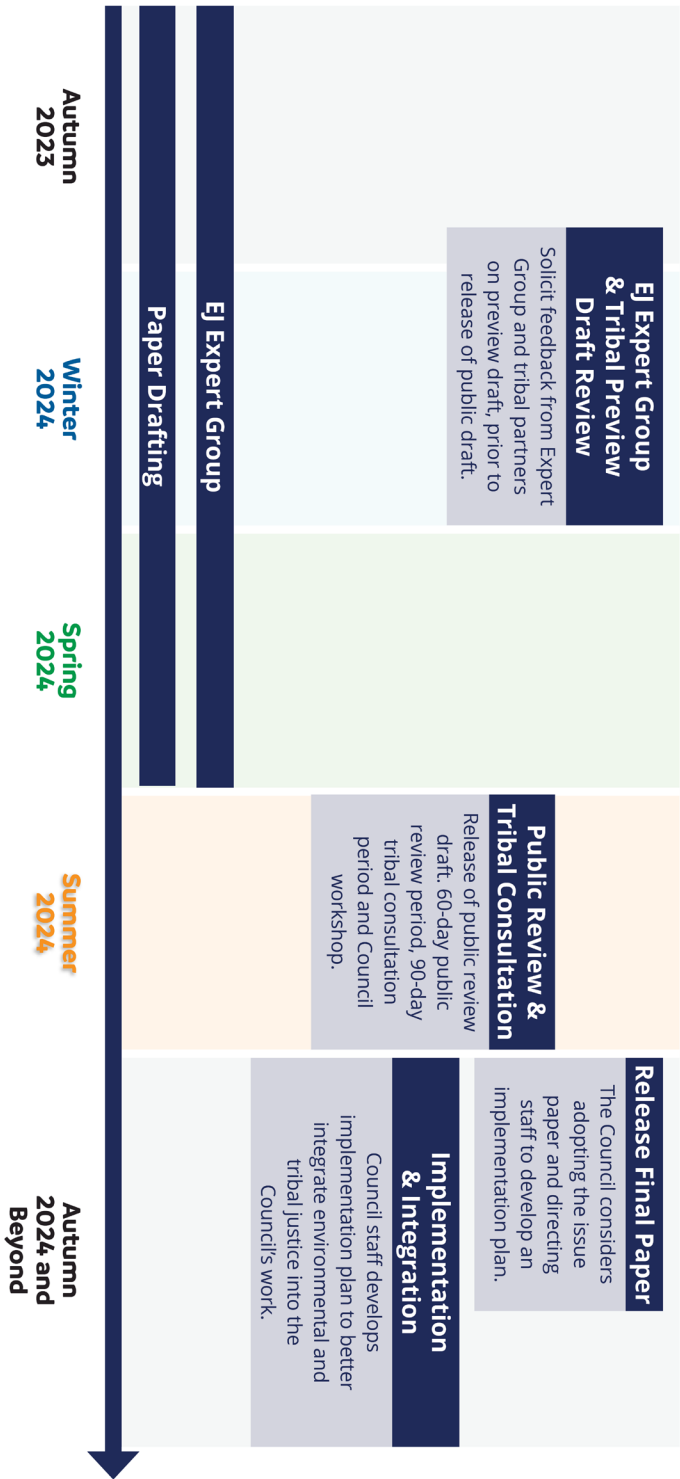 EJ Expert Group
& Tribal Preview
Draft Review
Solicit feedback from Expert
Group and tribal partners
on preview draft, prior to
release of public draft.
Release Final Paper
The Council considers
adopting the issue
paper and directing
staff to develop an
implementation plan.
Public Review &
Tribal Consultation
Release of public review
draft. 60-day public
review period, 90-day
tribal consultation
period and Council
workshop.
Implementation
& Integration
Council staff develops
implementation plan to better
integrate environmental and
tribal justice into the
Council’s work.
EJ Expert Group
Paper Drafting
Autumn
2023
Winter
2024
Spring
2024
Summer
2024
Autumn
2024 and
Beyond